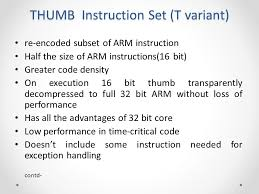 THUMB Instruction Set (T variant)
• re-encoded subset of ARM instruction
• Half the size of ARM instructions(16 bit)
• Greater code density
• On execution 16 bit thumb transparently
decompressed to full 32 bit ARM without loss of
performance
• Has all the advantages of 32 bit core
• Low performance in time-critical code
• Doesn't include some instruction needed for
exception handling
contd-